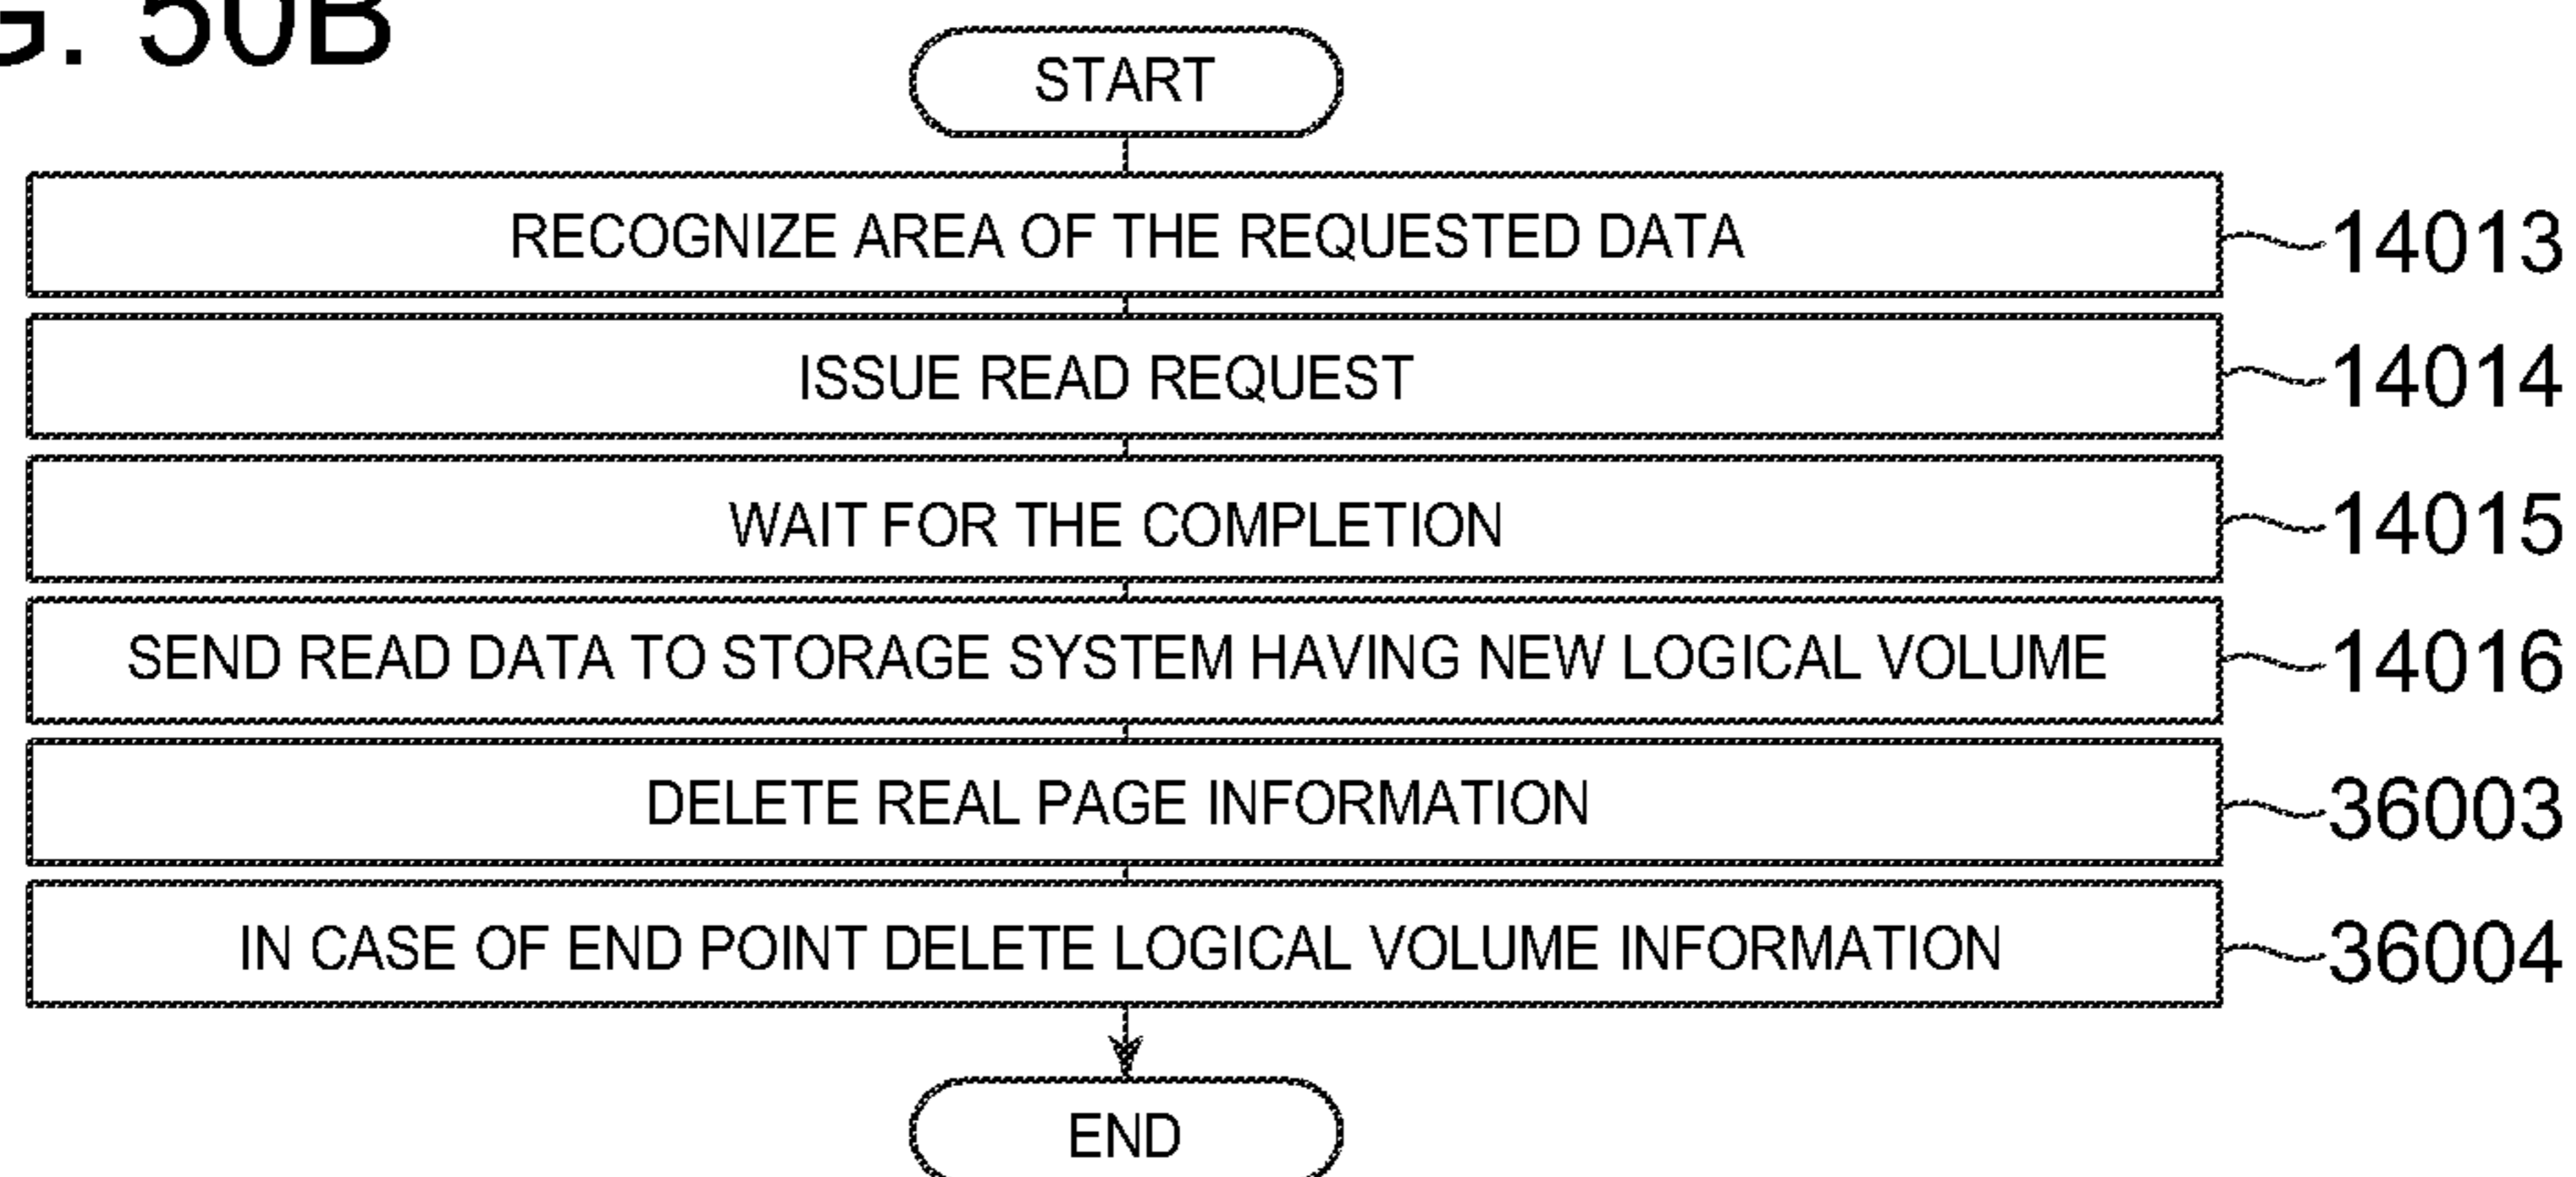 G. 50B
START
RECOGNIZE AREA OF THE REQUESTED DATA 14013
ISSUE READ REQUEST 14014
WAIT FOR THE COMPLETION 14015
SEND READ DATA TO STORAGE SYSTEM HAVING NEW LOGICAL VOLUME 14016
DELETE REAL PAGE INFORMATION 36003
IN CASE OF END POINT DELETE LOGICAL VOLUME INFORMATION 36004
END